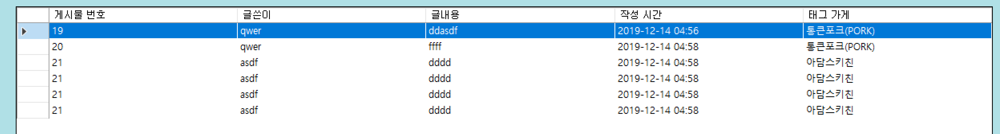 게시물 번호 글쓴이 글내용 작성 시간 태그 가게
19 qwer ddasdf 2019-12-14 04:56 통큰포크(PORK)
20 qwer ffff 2019-12-14 04:58 통큰포크(PORK)
21 asdf dddd 2019-12-14 04:58 아담스키친
21 asdf dddd 2019-12-14 04:58 아담스키친
21 asdf dddd 2019-12-14 04:58 아담스키친
21 asdf dddd 2019-12-14 04:58 아담스키친